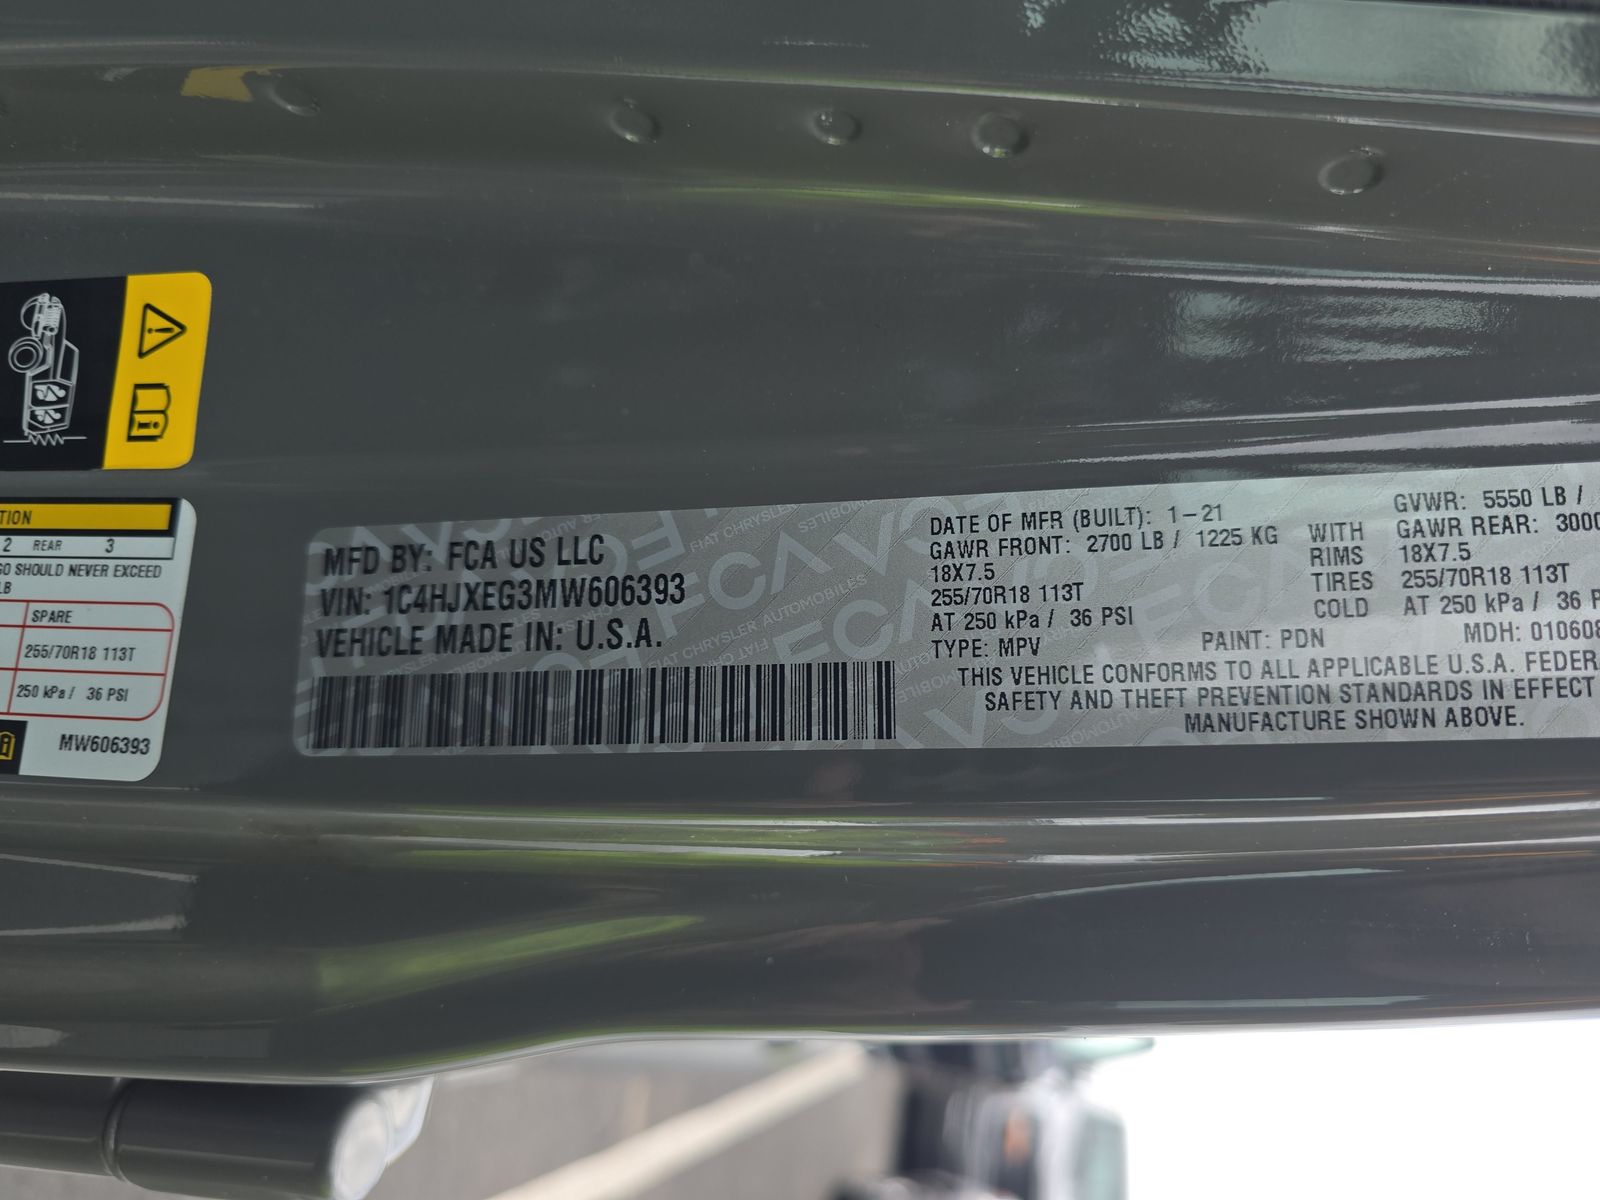 TION
2 REAR 3
GO SHOULD NEVER EXCEED
LB
SPARE
255/70R18 113T
250 kPa / 36 PSI
MW606393
MFD BY: FCA US LLC
VIN: 1C4HJXEG3MW606393
VEHICLE MADE IN: U.S.A.
DATE OF MFR (BUILT): 1-21
GVWR: 5550 LB /
GAWR FRONT: 2700 LB / 1225 KG WITH GAWR REAR: 3000
18X7.5 RIMS 18X7.5
255/70R18 113T TIRES 255/70R18 113T
AT 250 kPa / 36 PSI COLD AT 250 kPa / 36 P
TYPE: MPV PAINT: PDN MDH: 010608
THIS VEHICLE CONFORMS TO ALL APPLICABLE U.S.A. FEDERA
SAFETY AND THEFT PREVENTION STANDARDS IN EFFECT
MANUFACTURE SHOWN ABOVE.